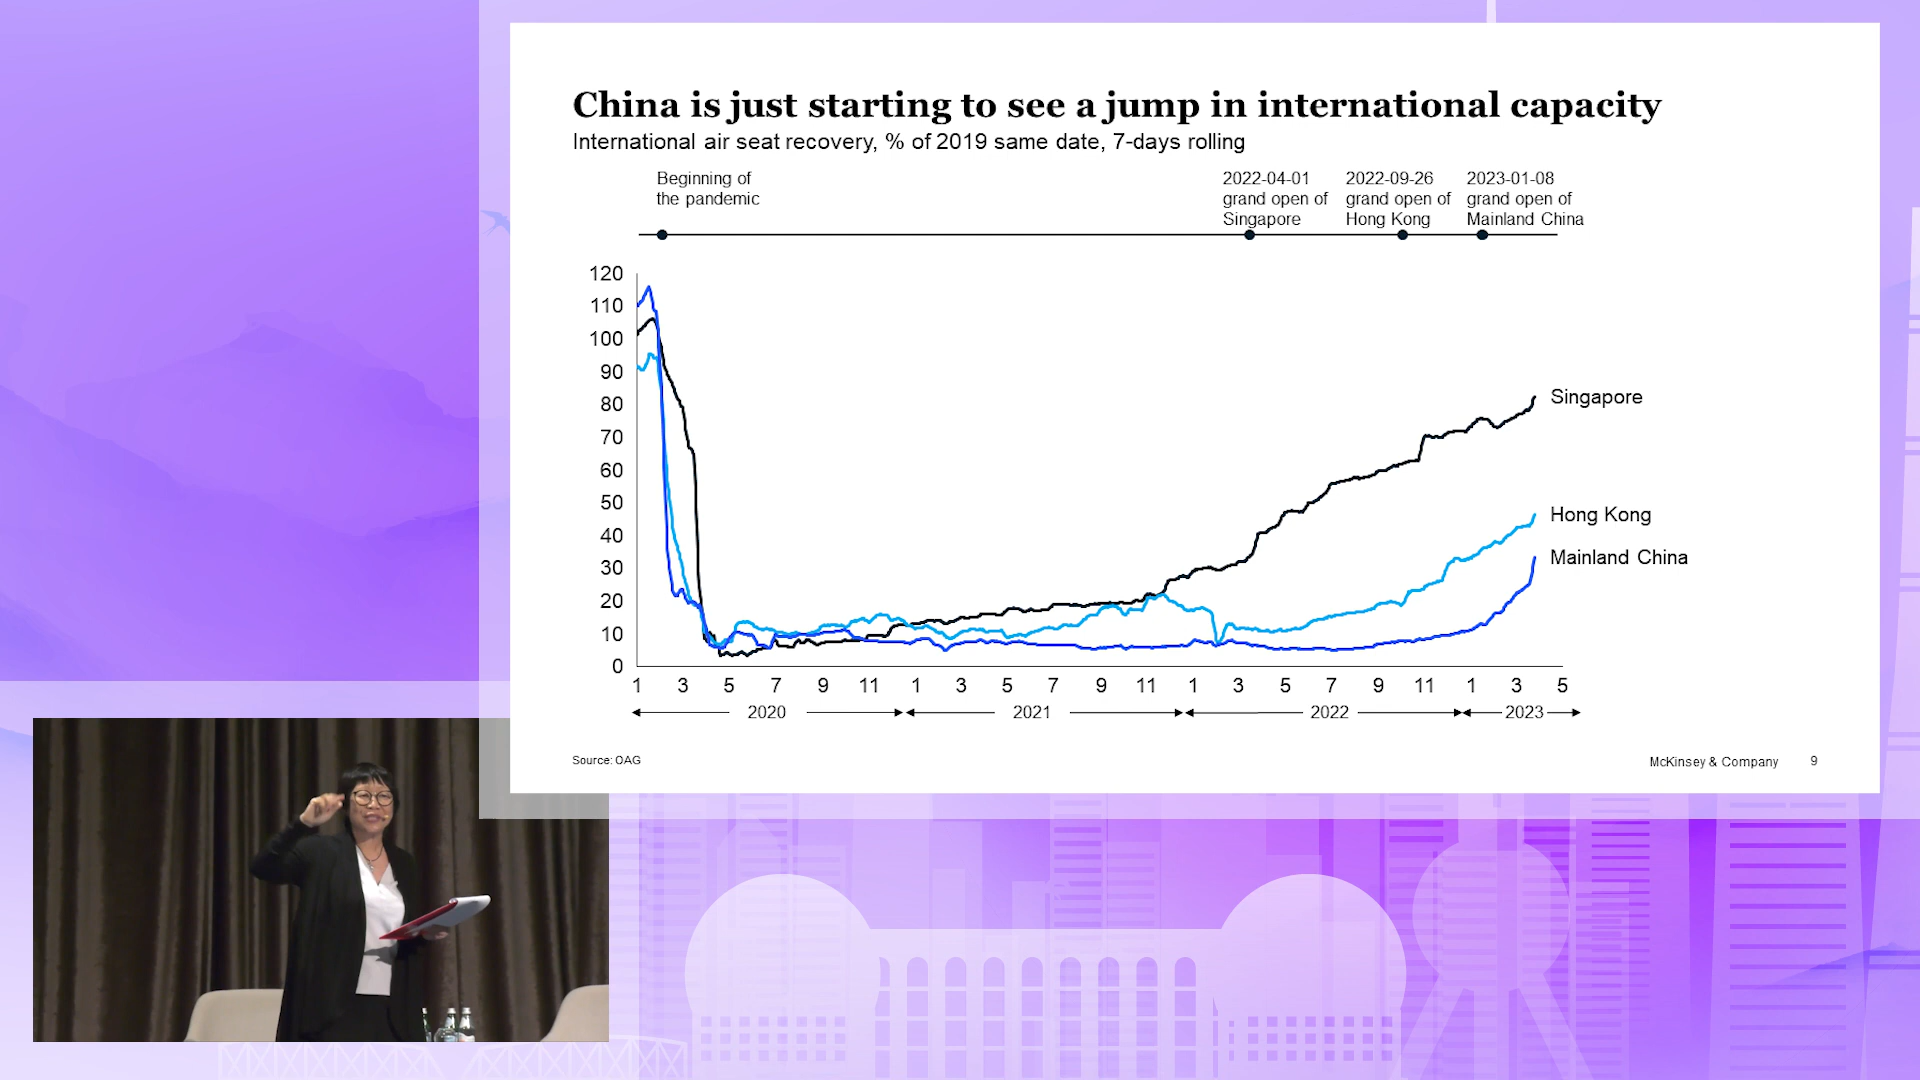 China is just starting to see a jump in international capacity
International air seat recovery, % of 2019 same date, 7-days rolling
Beginning of
the pandemic
2022-04-01
grand open of
Singapore
2022-09-26
grand open of
Hong Kong
2023-01-08
grand open of
Mainland China
120
110
100
90
80
70
60
50
40
30
20
10
0
Singapore
Hong Kong
Mainland China
1 3 5 7 9 11 1 3 5 7 9 11 1 3 5 7 9 11 1 3 5
2020 2021 2022 2023
Source: OAG
McKinsey & Company 9